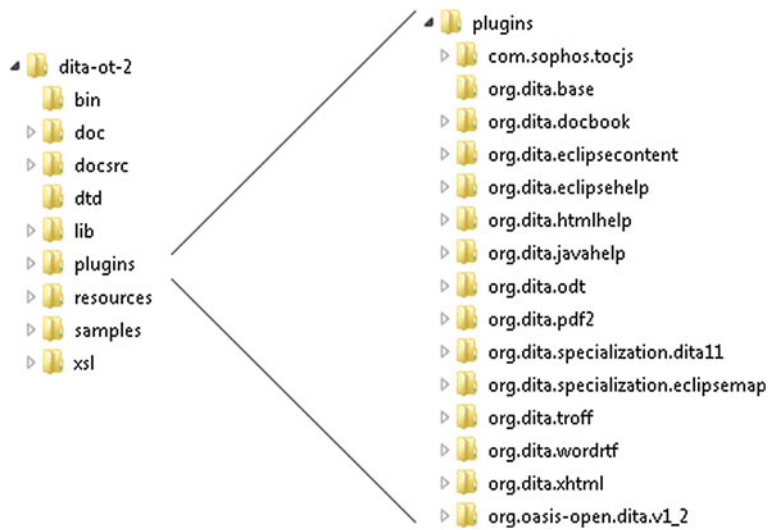 dita-ot-2
bin
doc
docsrc
dtd
lib
plugins
resources
samples
xsl
plugins
com.sophos.tocjs
org.dita.base
org.dita.docbook
org.dita.eclipsecontent
org.dita.eclipsehelp
org.dita.htmlhelp
org.dita.javahelp
org.dita.odt
org.dita.pdf2
org.dita.specialization.dita11
org.dita.specialization.eclipsemap
org.dita.troff
org.dita.wordrtf
org.dita.xhtml
org.oasis-open.dita.v1_2